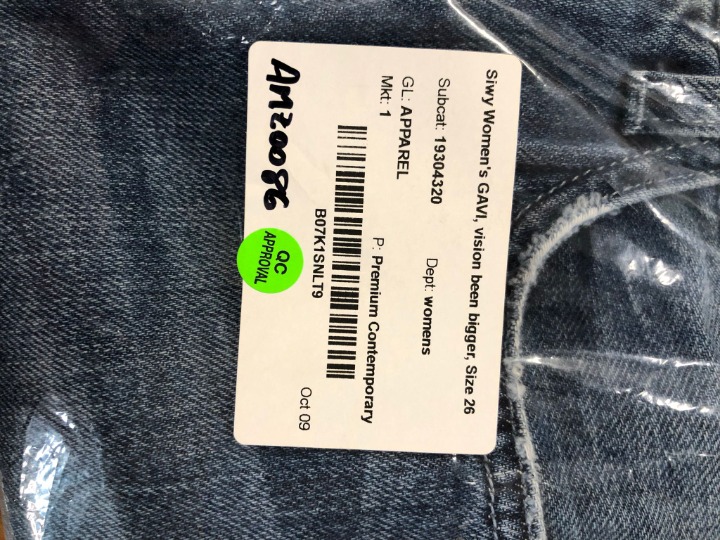 Siwy Women's GAVI, vision been bigger, Size 26
Subcat: 19304320
Dept: womens
GL: APPAREL
Mkt: 1
P: Premium Contemporary
B07K1SNLT9
Oct 09
AMZ0086
QC
APPROVAL